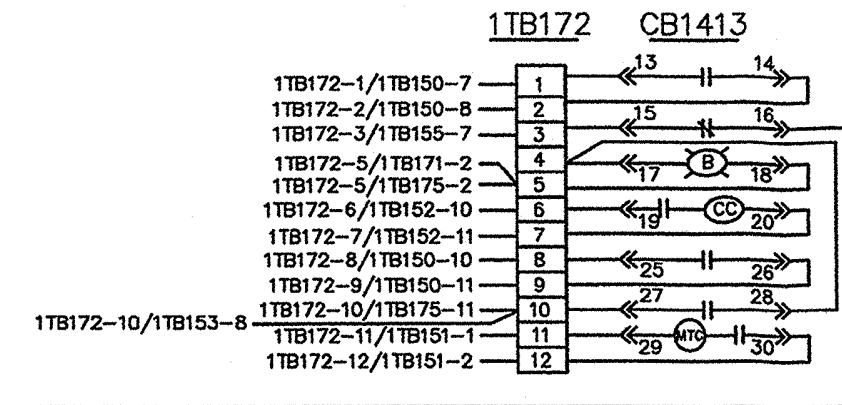 1TB172 CB1413
13 14
1TB172-1/1TB150-7 1
1TB172-2/1TB150-8 2
15 16
1TB172-3/1TB155-7 3
1TB172-5/1TB171-2 4 B
17 18
1TB172-5/1TB175-2 5
1TB172-6/1TB152-10 6 CC
19 20
1TB172-7/1TB152-11 7
1TB172-8/1TB150-10 8
25 26
1TB172-9/1TB150-11 9
27 28
1TB172-10/1TB175-11 10
1TB172-10/1TB153-8
1TB172-11/1TB151-1 11 MTC
29 30
1TB172-12/1TB151-2 12